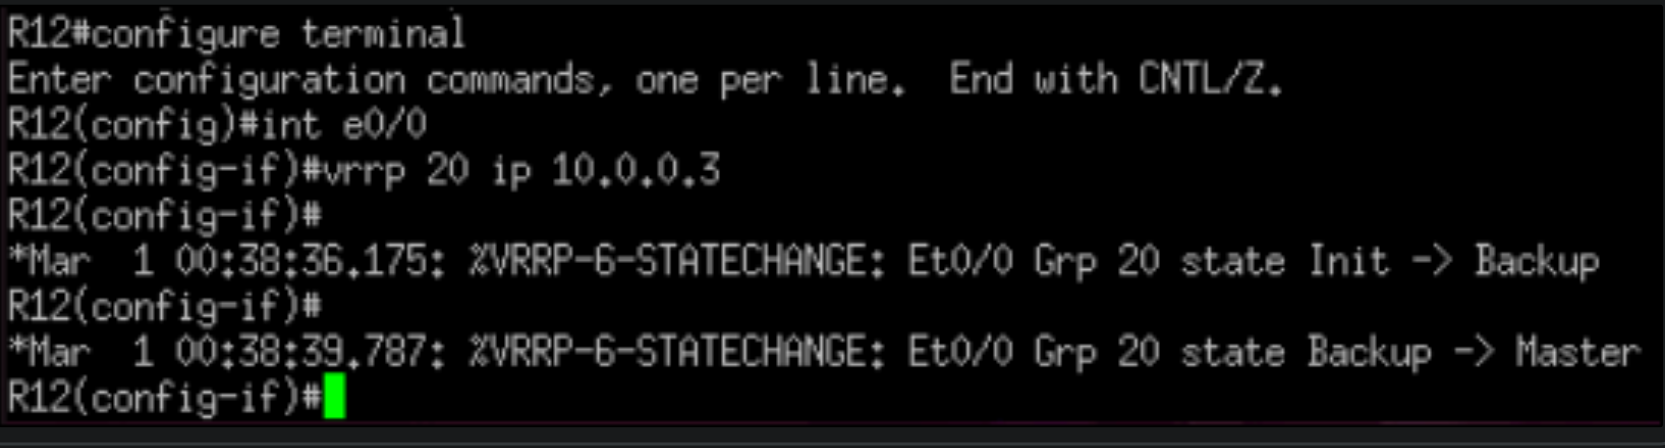 R12#configure terminal
Enter configuration commands, one per line.  End with CNTL/Z.
R12(config)#int e0/0
R12(config-if)#vrrp 20 ip 10.0.0.3
R12(config-if)#
*Mar  1 00:38:36.175: %VRRP-6-STATECHANGE: Et0/0 Grp 20 state Init -> Backup
R12(config-if)#
*Mar  1 00:38:39.787: %VRRP-6-STATECHANGE: Et0/0 Grp 20 state Backup -> Master
R12(config-if)#